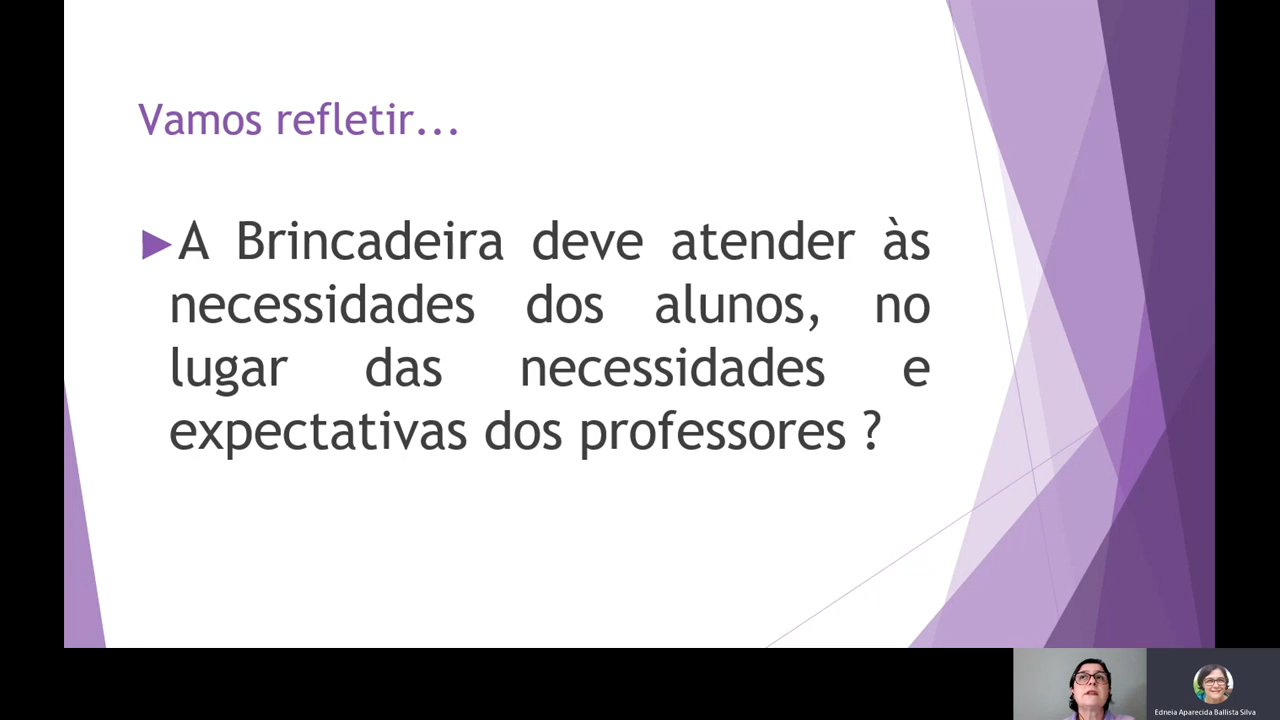 Vamos refletir...
A Brincadeira deve atender às
necessidades dos alunos, no
lugar das necessidades e
expectativas dos professores ?
Edneia Aparecida Ballista Silva